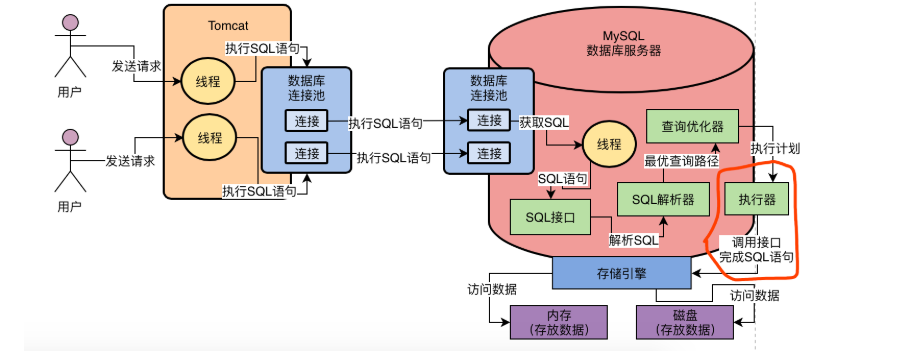 Tomcat
MySQL
数据库服务器
用户
发送请求
线程
执行SQL语句
数据库
连接池
连接
连接
执行SQL语句
执行SQL语句
数据库
连接池
连接
连接
获取SQL
线程
查询优化器
执行计划
用户
发送请求
线程
执行SQL语句
SQL语句
最优查询路径
SQL接口
解析SQL
SQL解析器
执行器
调用接口
完成SQL语句
存储引擎
访问数据
访问数据
内存
（存放数据）
磁盘
（存放数据）